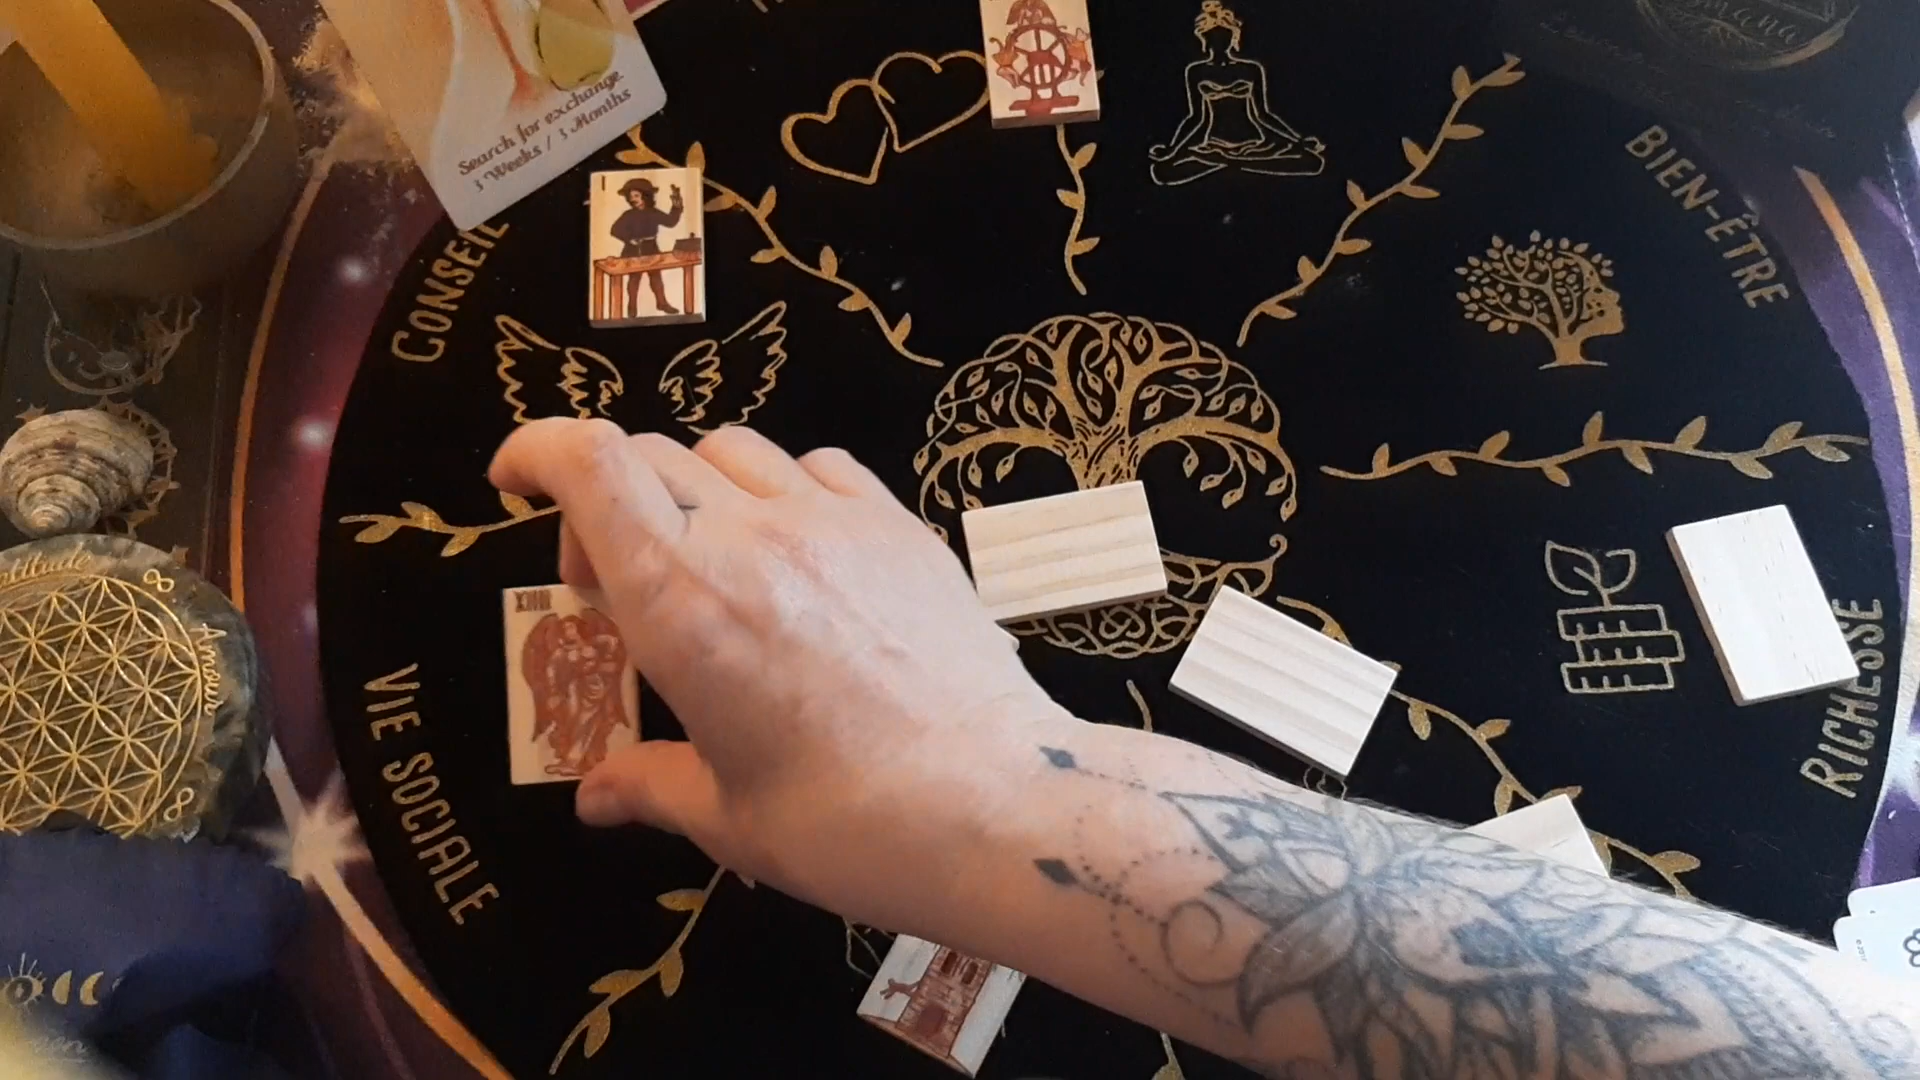 Search for exchange
3 Weeks / 3 Months
I
CONSEIL
BIEN-ÊTRE
RICHESSE
XIIII
VIE SOCIALE
Amour